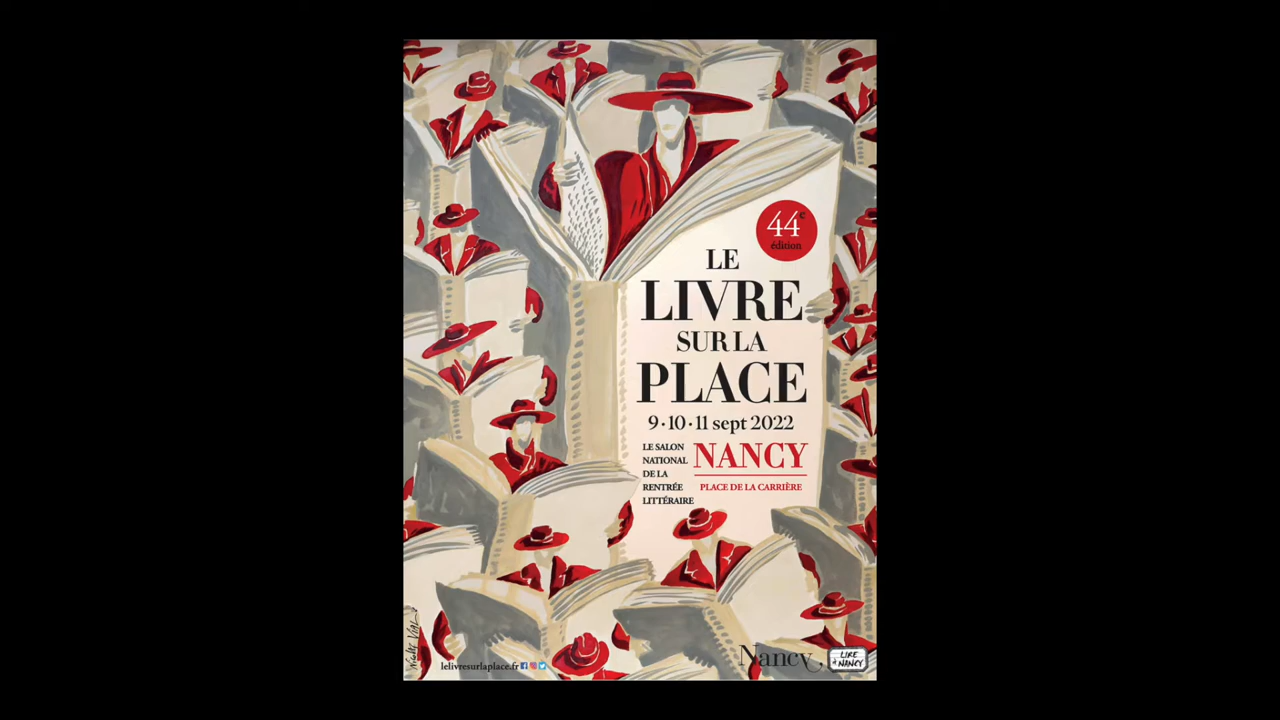 44e
édition
LE
LIVRE
SUR LA
PLACE
9•10•11 sept 2022
LE SALON
NATIONAL
DE LA
RENTRÉE
LITTÉRAIRE
NANCY
PLACE DE LA CARRIÈRE
lelivresurlaplace.fr
Nancy,
LIRE
à NANCY